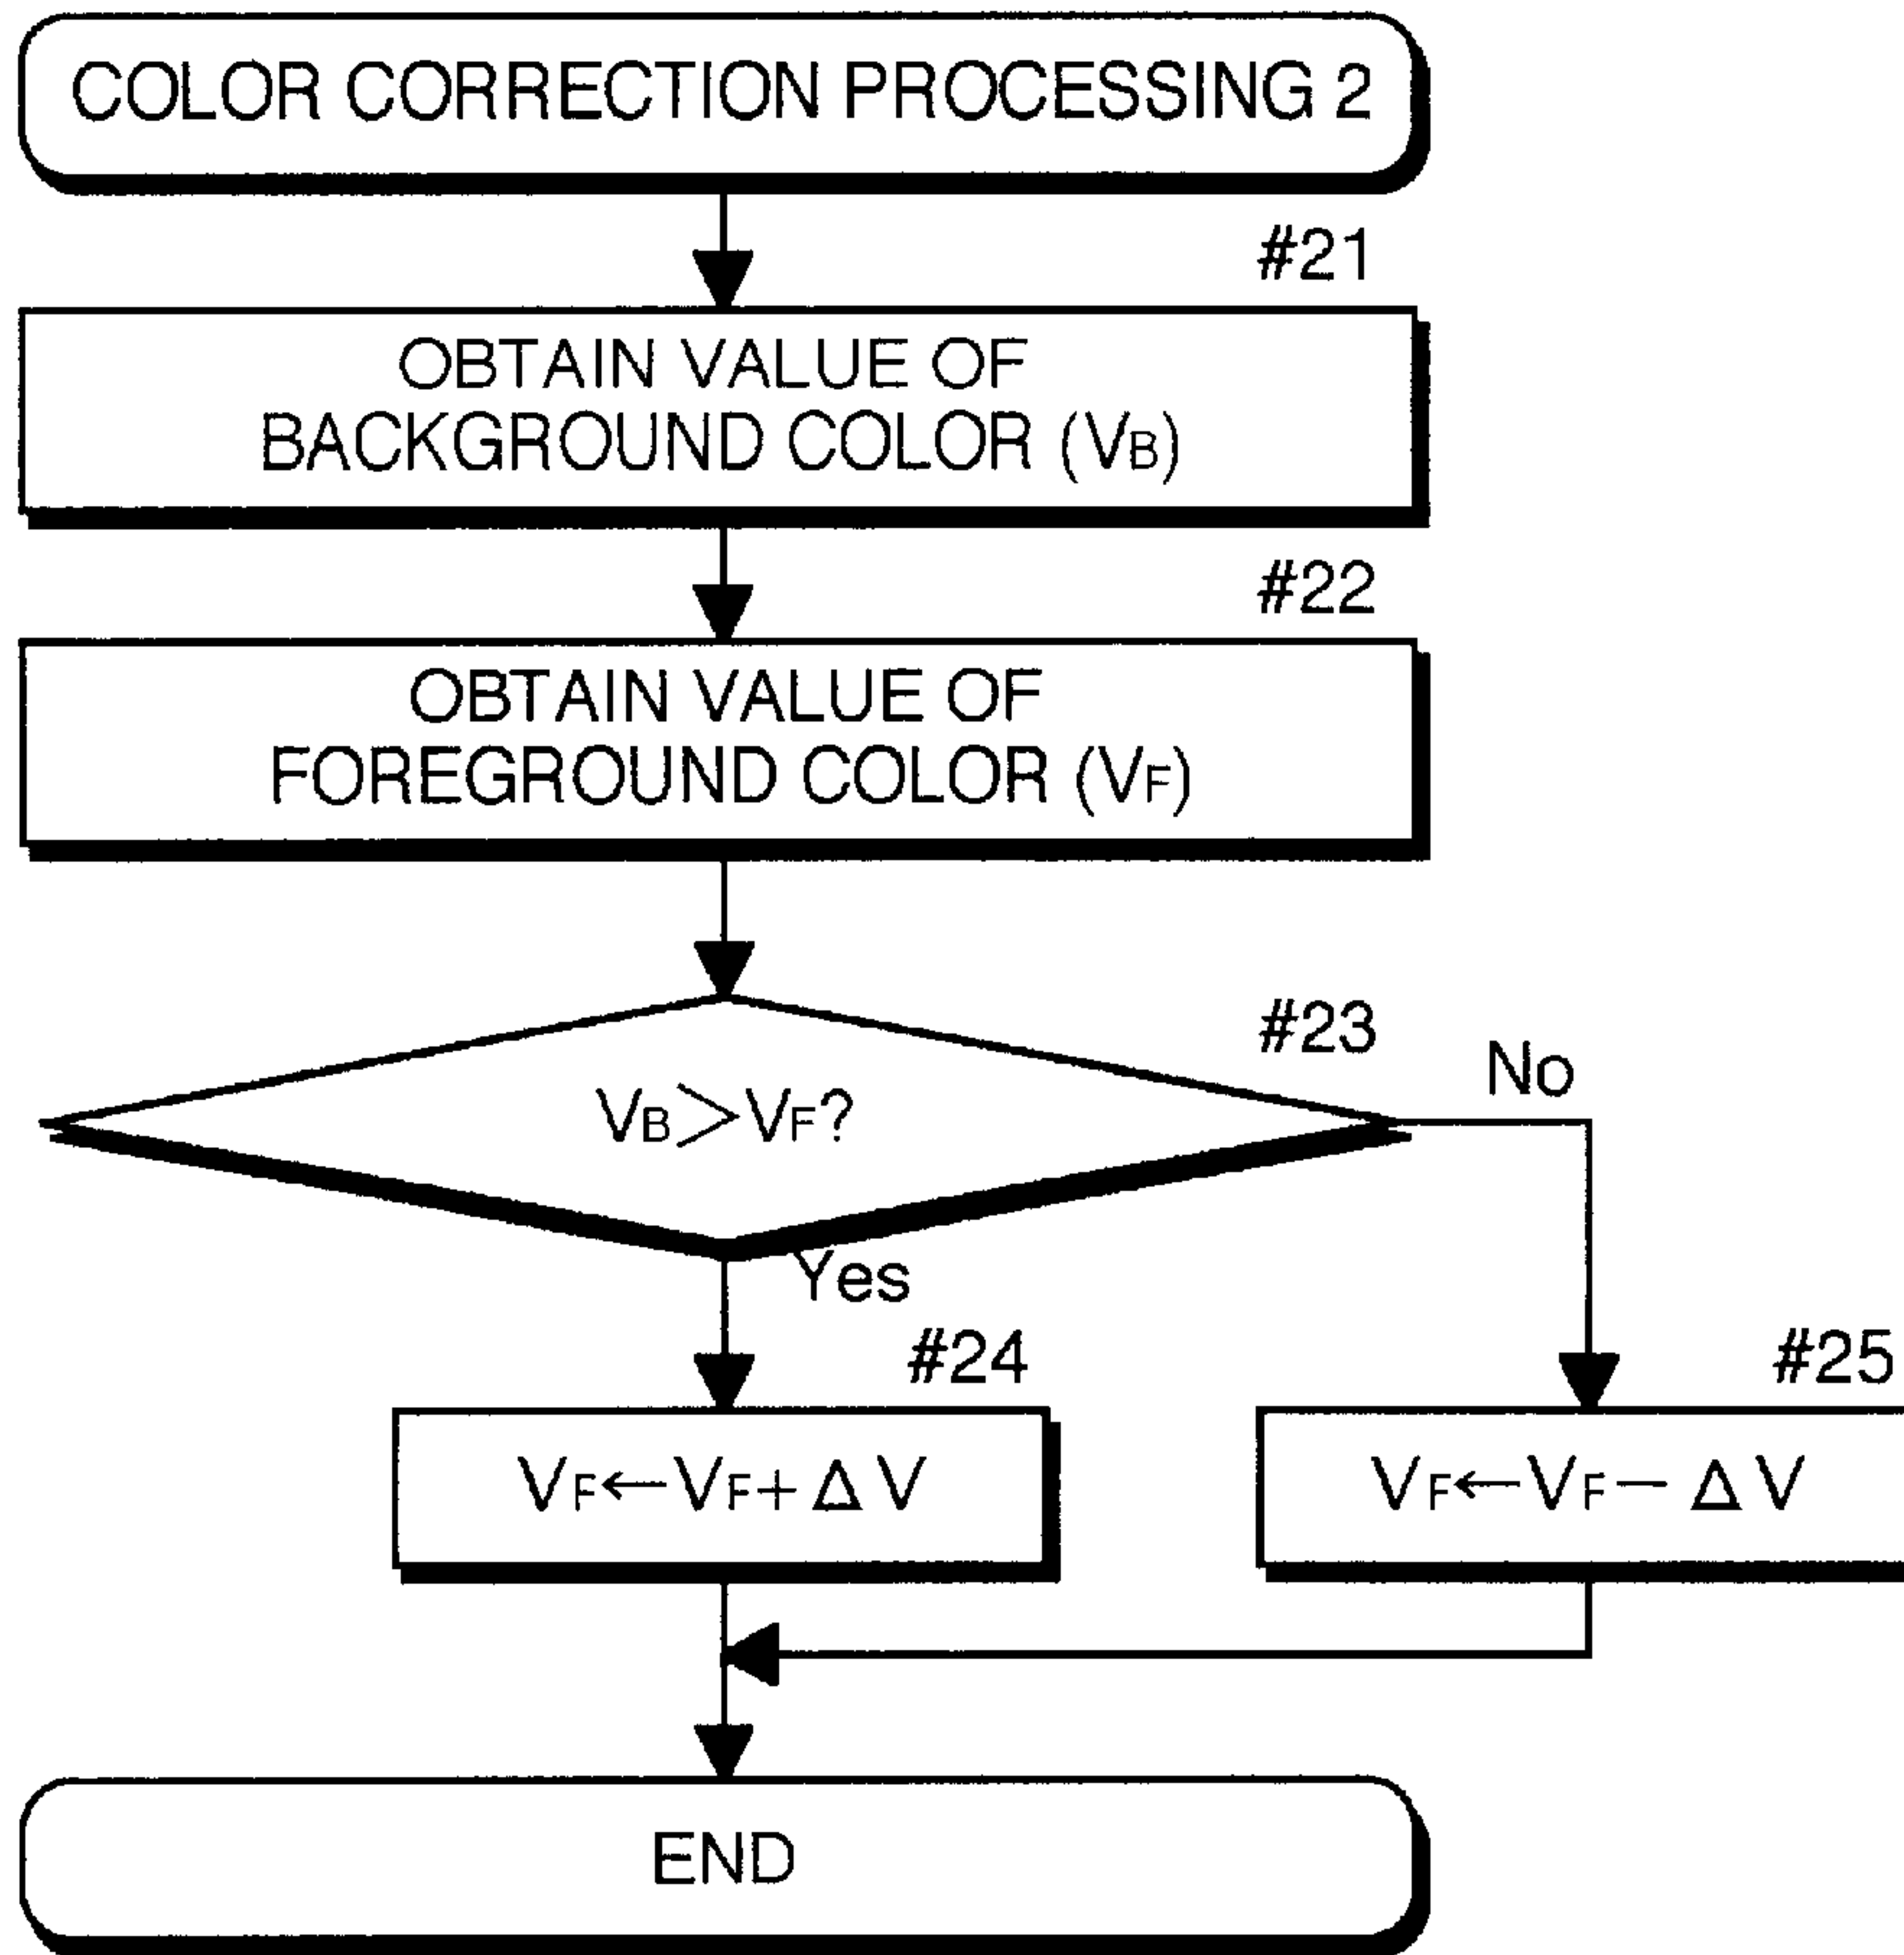 COLOR CORRECTION PROCESSING 2
#21
OBTAIN VALUE OF
BACKGROUND COLOR (VB)
#22
OBTAIN VALUE OF
FOREGROUND COLOR (VF)
#23
No
VB>VF?
Yes
#24
#25
VF←VF+ΔV
VF←VF−ΔV
END